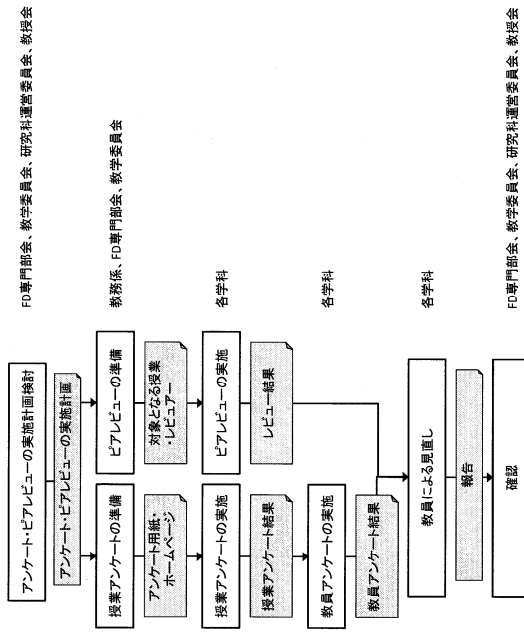 アンケート・ピアレビューの実施計画検討
FD専門部会、教学委員会、研究科運営委員会、教授会
アンケート・ピアレビューの実施計画
授業アンケートの準備
ピアレビューの準備
教務係、FD専門部会、教学委員会
アンケート用紙・
ホームページ
対象となる授業
・レビュアー
授業アンケートの実施
ピアレビューの実施
各学科
授業アンケート結果
レビュー結果
教員アンケートの実施
各学科
教員アンケート結果
教員による見直し
各学科
報告
確認
FD専門部会、教学委員会、研究科運営委員会、教授会